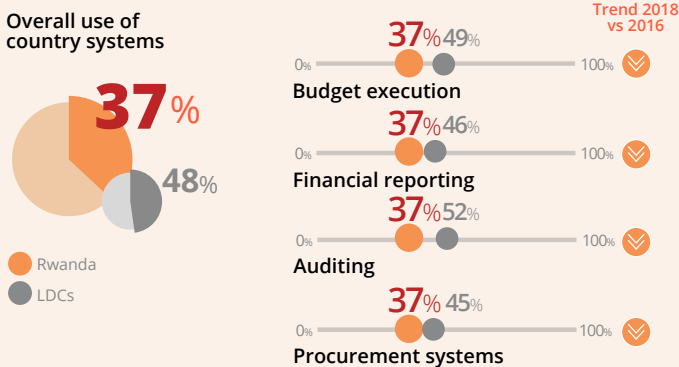 Overall use of
country systems
37%
48%
Rwanda
LDCs
Trend 2018
vs 2016
37% 49%
0% 100%
Budget execution
37% 46%
0% 100%
Financial reporting
37% 52%
0% 100%
Auditing
37% 45%
0% 100%
Procurement systems